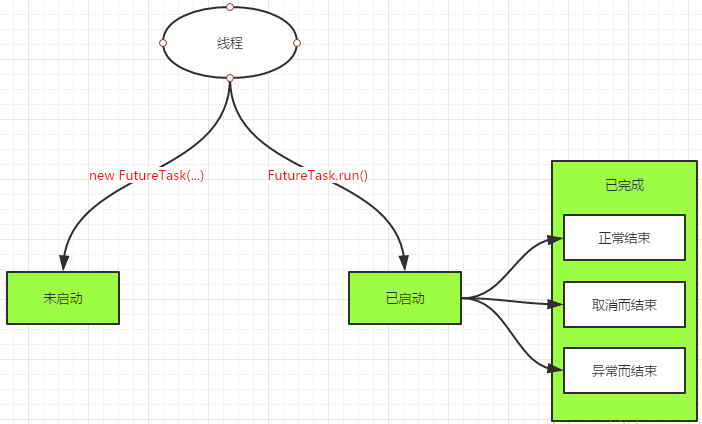 线程
new FutureTask(...)
FutureTask.run()
未启动
已启动
已完成
正常结束
取消而结束
异常而结束